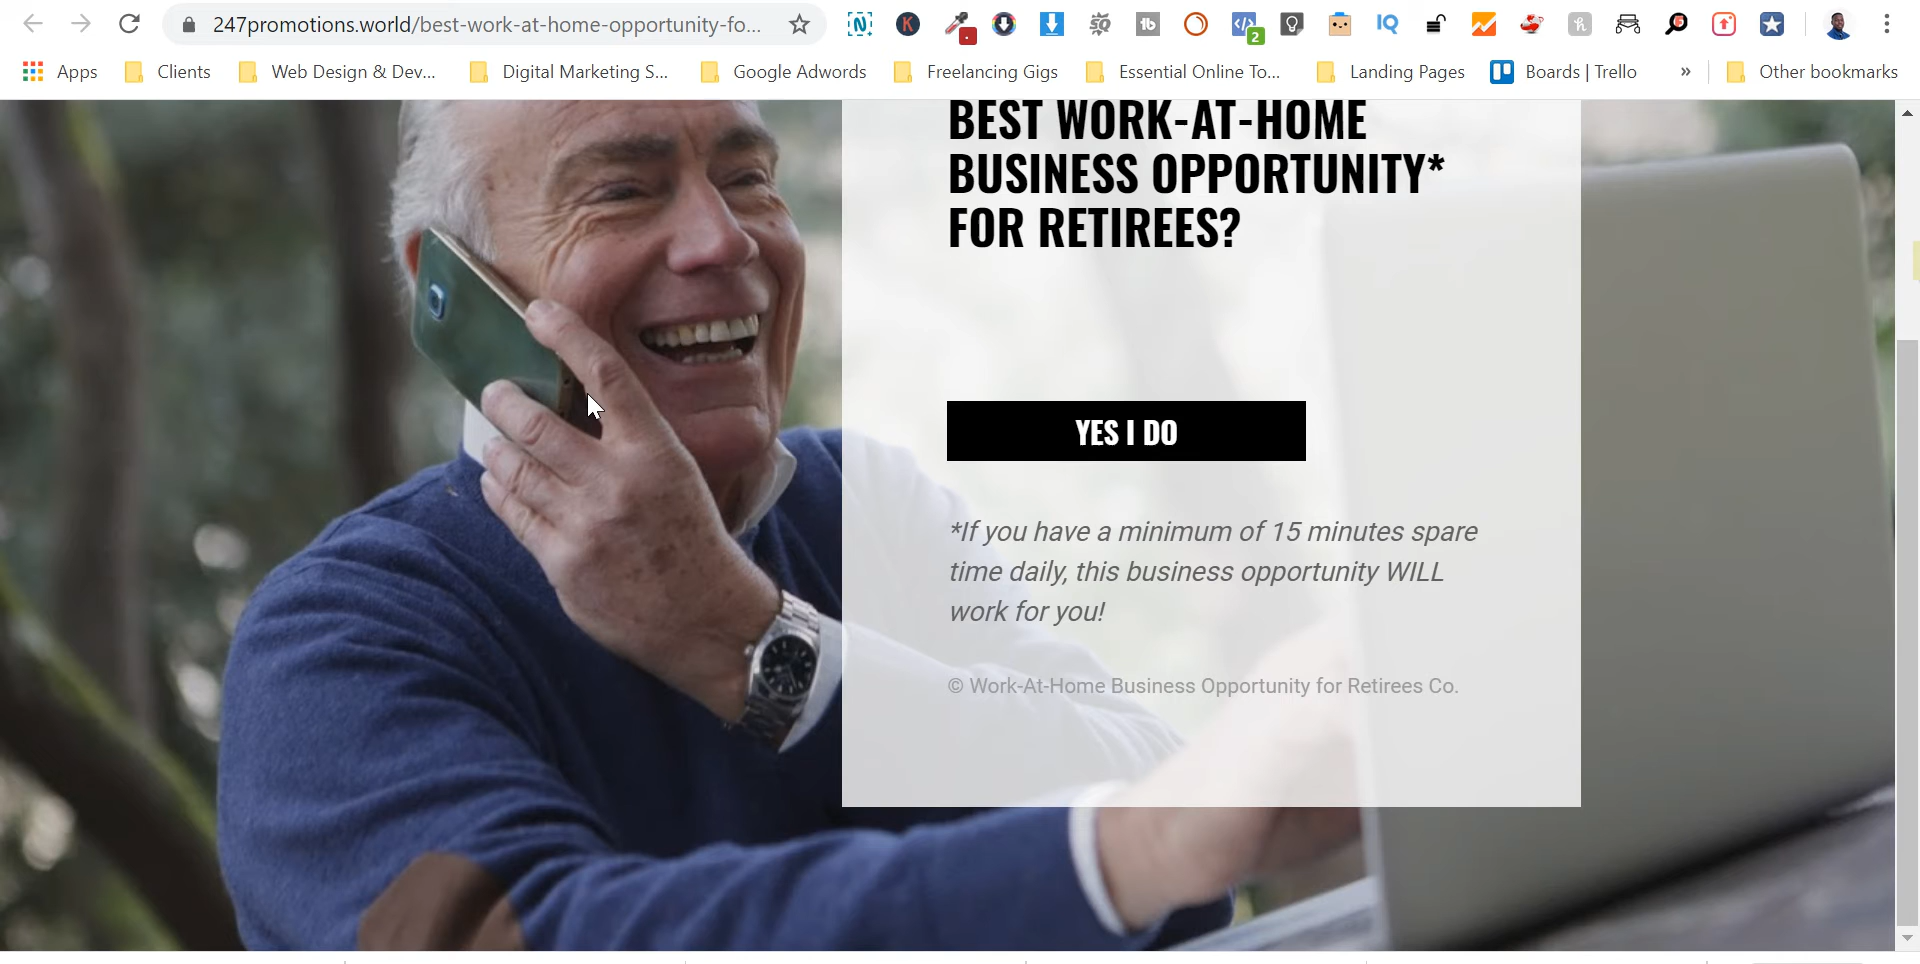 247promotions.world/best-work-at-home-opportunity-fo...
Apps Clients Web Design & Dev... Digital Marketing S... Google Adwords Freelancing Gigs Essential Online To... Landing Pages Boards | Trello » Other bookmarks
BEST WORK-AT-HOME
BUSINESS OPPORTUNITY*
FOR RETIREES?
YES I DO
*If you have a minimum of 15 minutes spare
time daily, this business opportunity WILL
work for you!
© Work-At-Home Business Opportunity for Retirees Co.